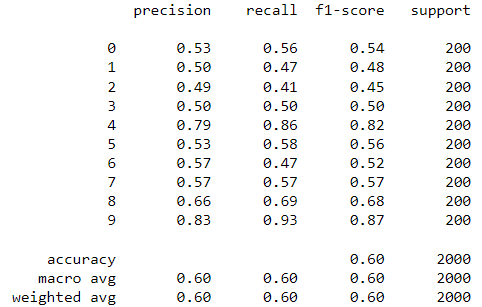 precision recall f1-score support
0 0.53 0.56 0.54 200
1 0.50 0.47 0.48 200
2 0.49 0.41 0.45 200
3 0.50 0.50 0.50 200
4 0.79 0.86 0.82 200
5 0.53 0.58 0.56 200
6 0.57 0.47 0.52 200
7 0.57 0.57 0.57 200
8 0.66 0.69 0.68 200
9 0.83 0.93 0.87 200
accuracy 0.60 2000
macro avg 0.60 0.60 0.60 2000
weighted avg 0.60 0.60 0.60 2000